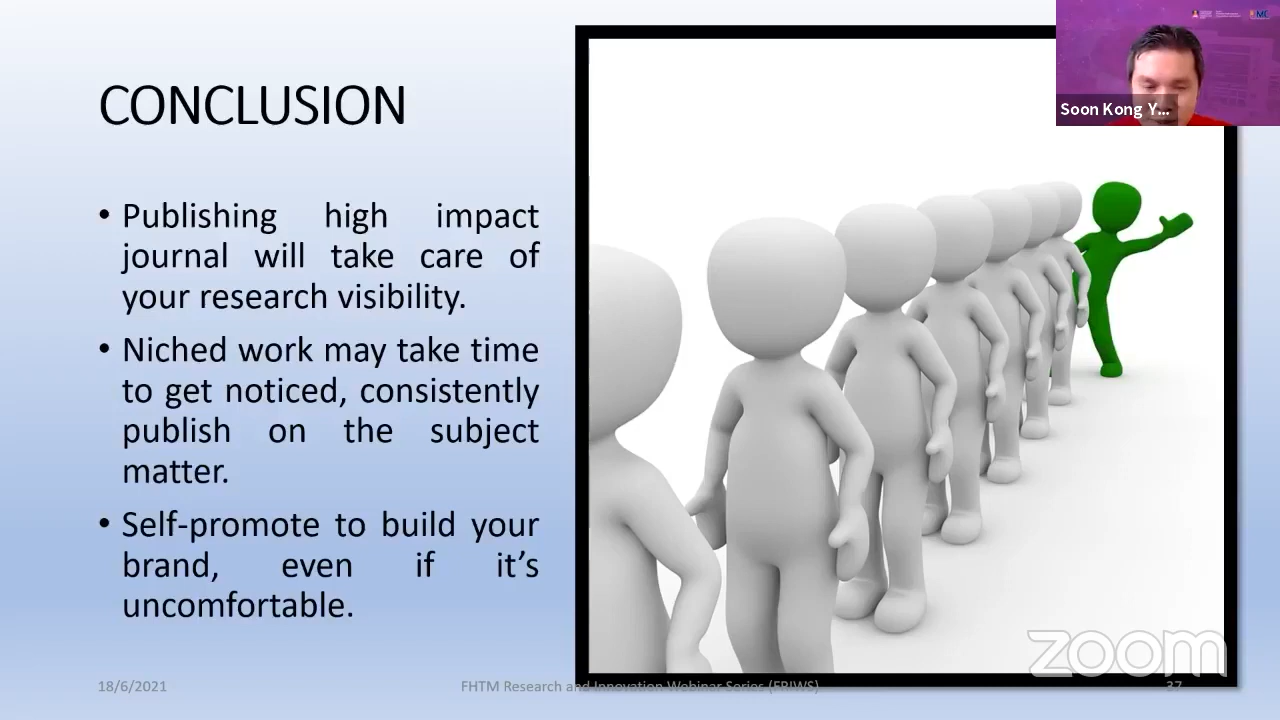 CONCLUSION
• Publishing high impact
journal will take care of
your research visibility.
• Niched work may take time
to get noticed, consistently
publish on the subject
matter.
• Self-promote to build your
brand, even if it's
uncomfortable.
Soon Kong Y...
zoom
18/6/2021
FHTM Research and Innovation Webinar Series (FRIWS)
37